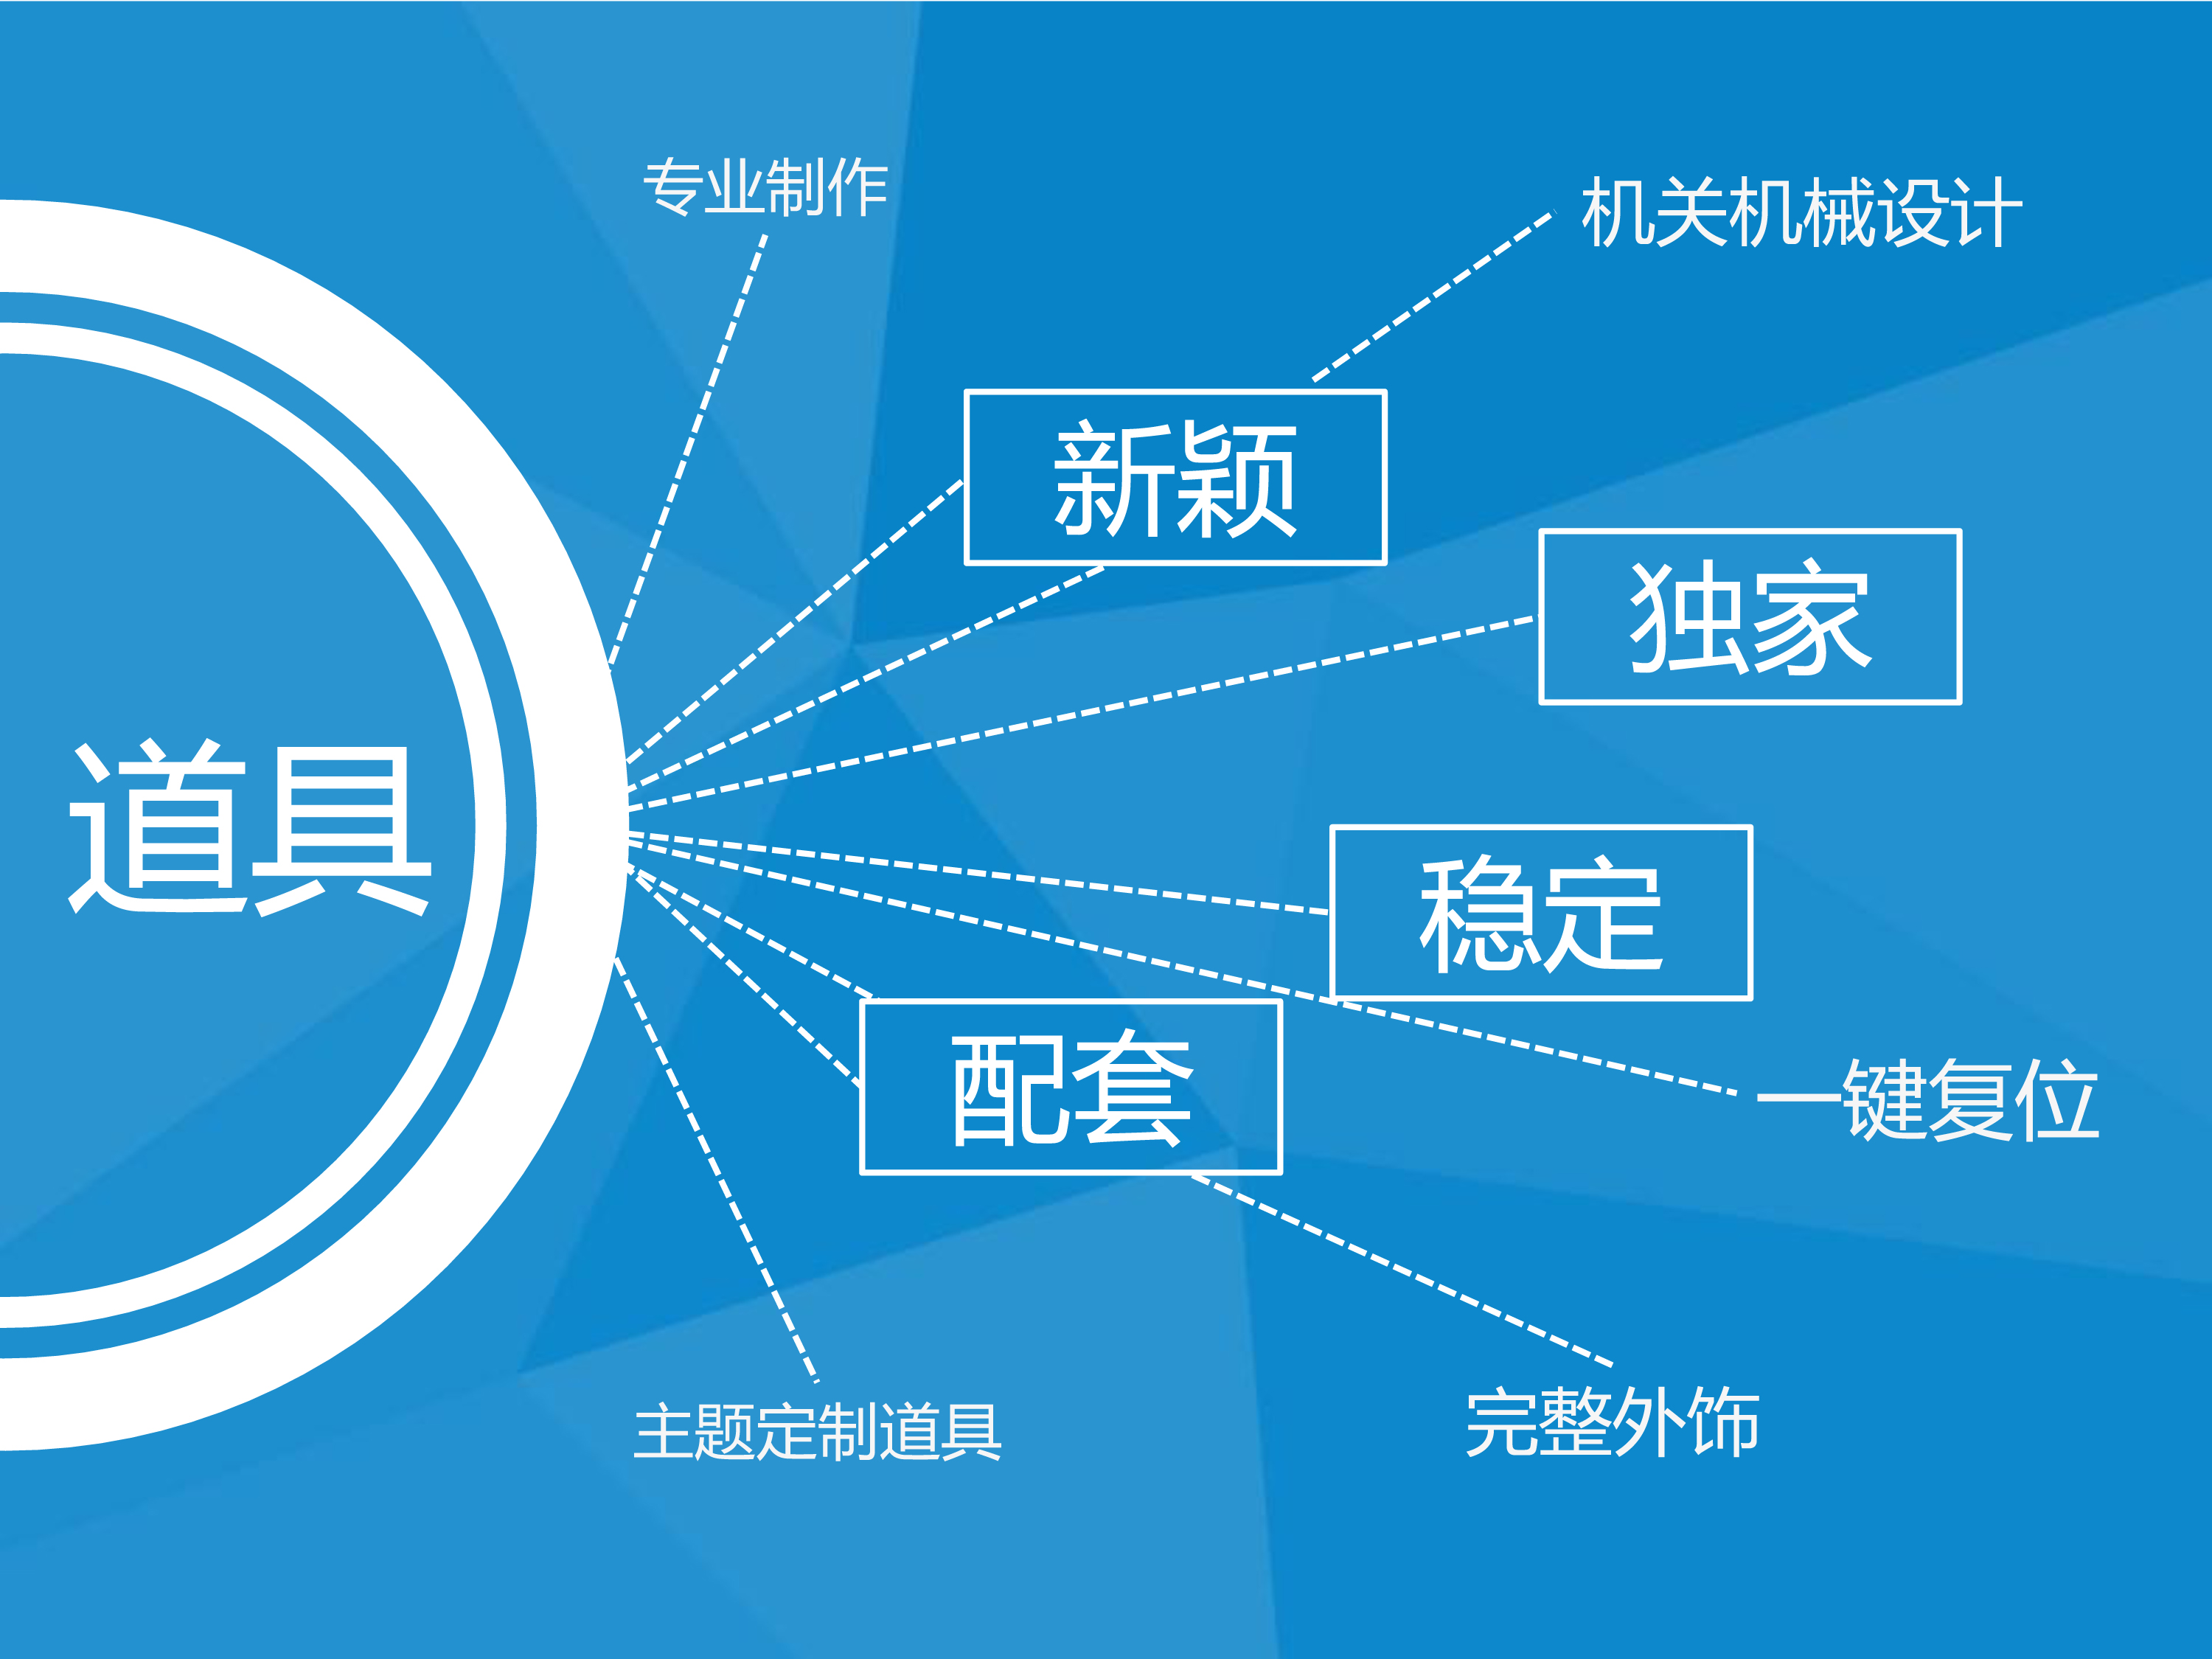 专业制作
机关机械设计
新颖
独家
道具
稳定
配套
一键复位
主题定制道具
完整外饰